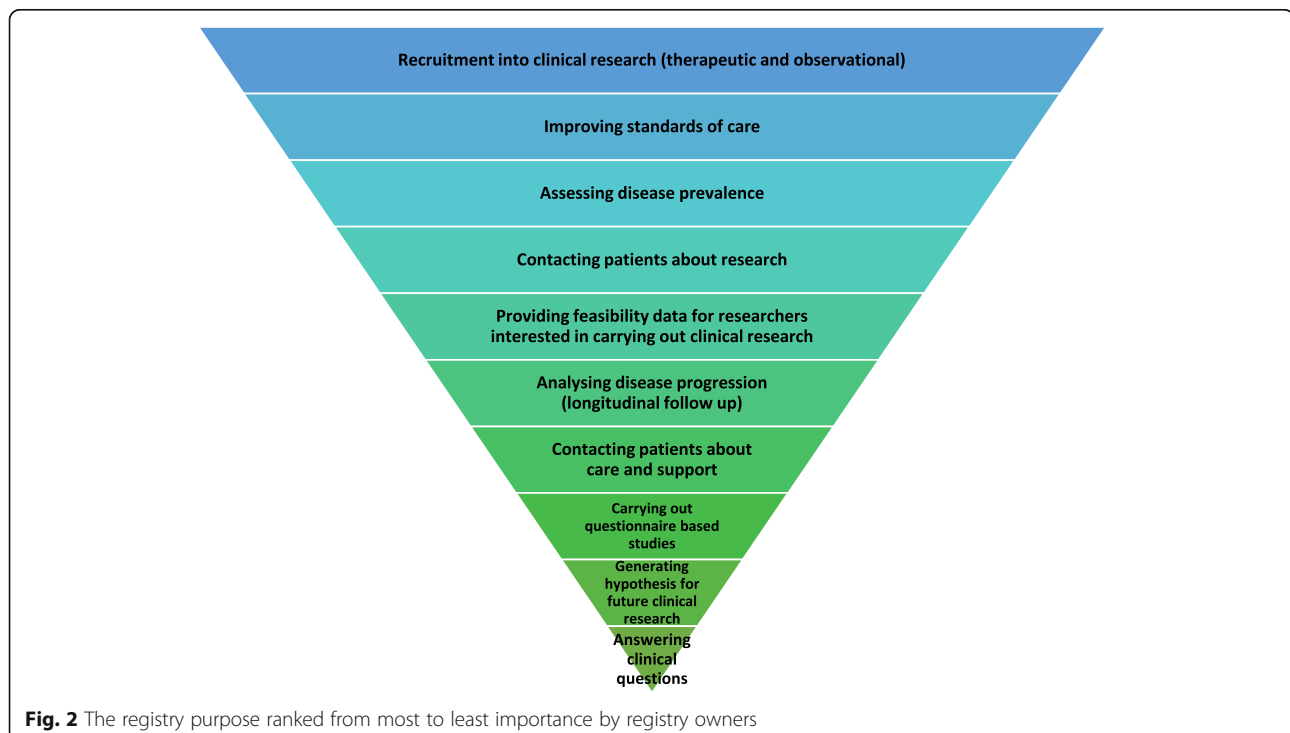 Recruitment into clinical research (therapeutic and observational)
Improving standards of care
Assessing disease prevalence
Contacting patients about research
Providing feasibility data for researchers
interested in carrying out clinical research
Analysing disease progression
(longitudinal follow up)
Contacting patients about
care and support
Carrying out
questionnaire based
studies
Generating
hypothesis for
future clinical
research
Answering
clinical
questions
Fig. 2 The registry purpose ranked from most to least importance by registry owners